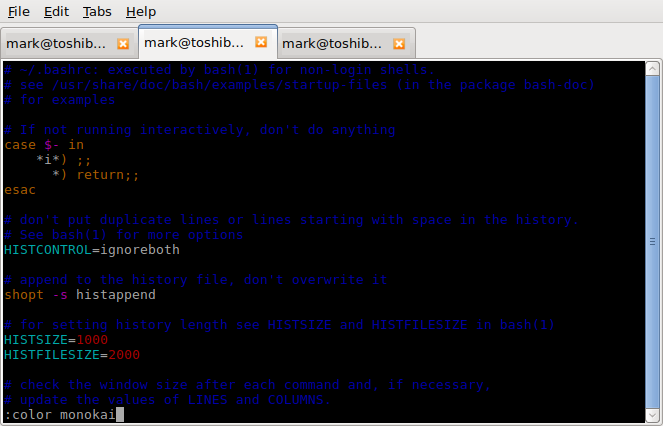 File Edit Tabs Help
mark@toshib... mark@toshib... mark@toshib...
# ~/.bashrc: executed by bash(1) for non-login shells.
# see /usr/share/doc/bash/examples/startup-files (in the package bash-doc)
# for examples
# If not running interactively, don't do anything
case $- in
    *i*) ;;
      *) return;;
esac
# don't put duplicate lines or lines starting with space in the history.
# See bash(1) for more options
HISTCONTROL=ignoreboth
# append to the history file, don't overwrite it
shopt -s histappend
# for setting history length see HISTSIZE and HISTFILESIZE in bash(1)
HISTSIZE=1000
HISTFILESIZE=2000
# check the window size after each command and, if necessary,
# update the values of LINES and COLUMNS.
:color monokai